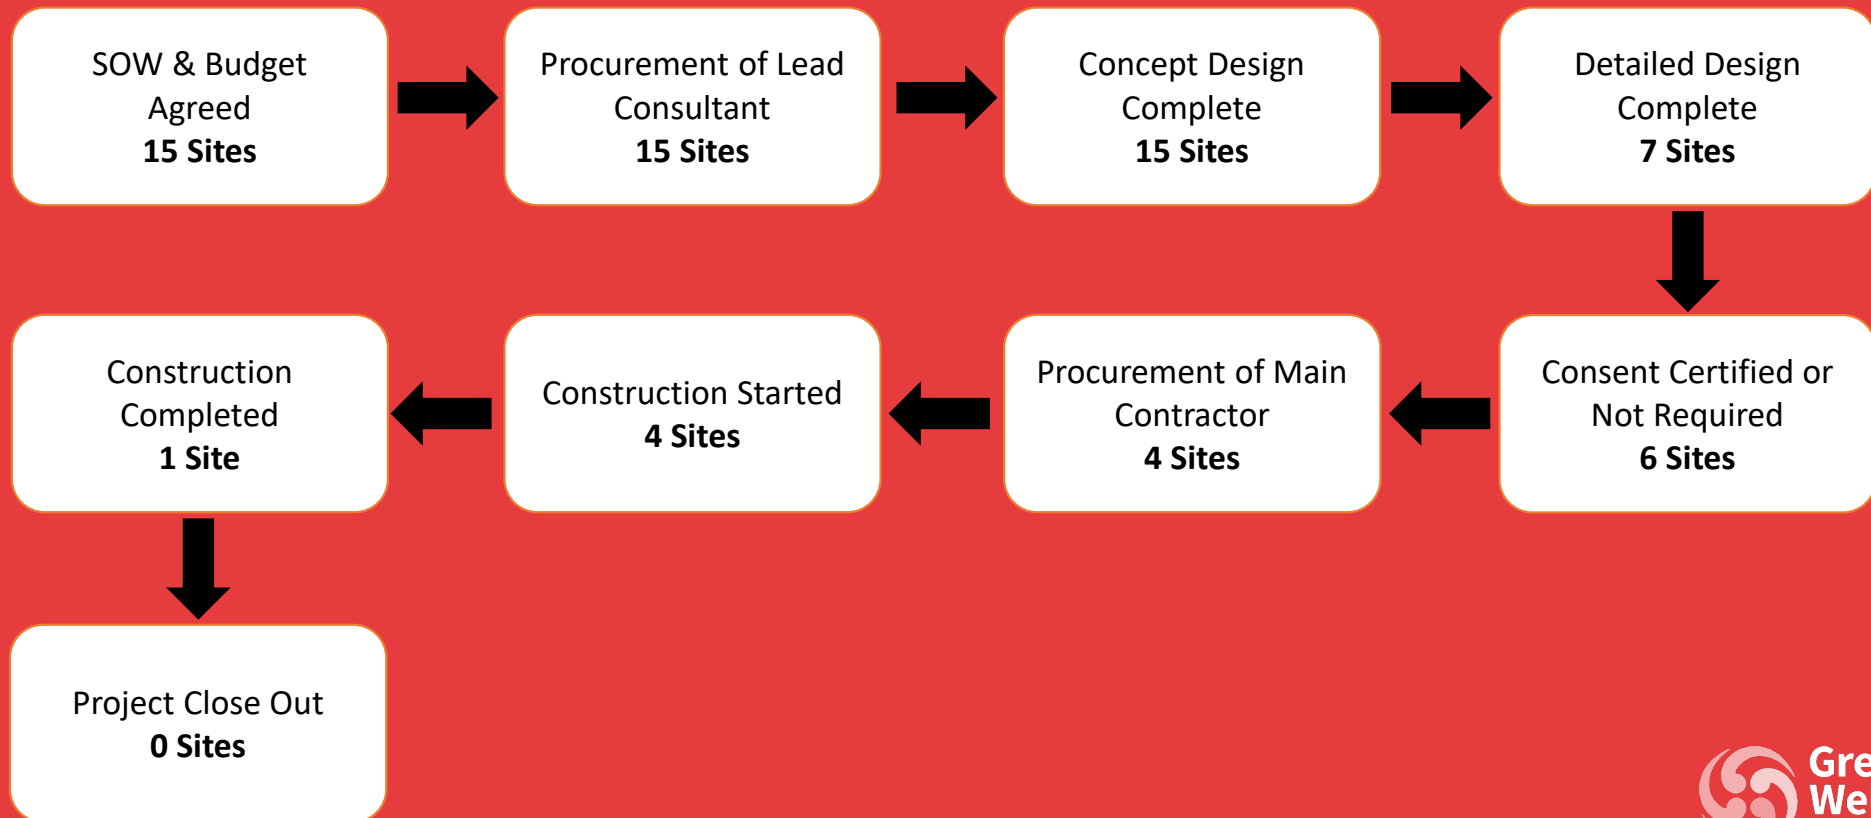 SOW & Budget
Agreed
15 Sites
Procurement of Lead
Consultant
15 Sites
Concept Design
Complete
15 Sites
Detailed Design
Complete
7 Sites
Consent Certified or
Not Required
6 Sites
Procurement of Main
Contractor
4 Sites
Construction Started
4 Sites
Construction
Completed
1 Site
Project Close Out
0 Sites
Gre
We